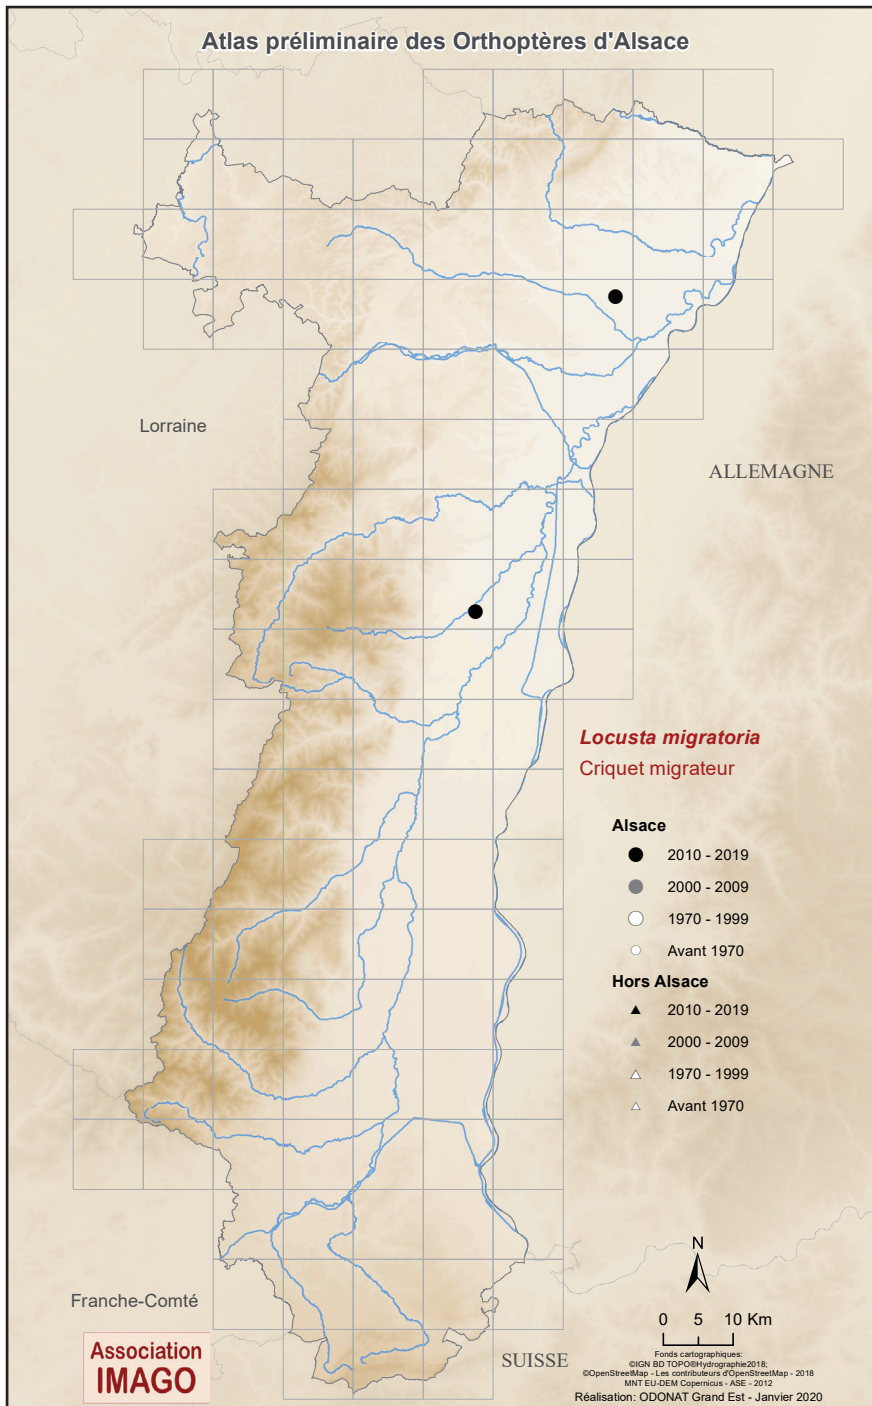 Atlas préliminaire des Orthoptères d'Alsace
Lorraine
ALLEMAGNE
Locusta migratoria
Criquet migrateur
Alsace
2010 - 2019
2000 - 2009
1970 - 1999
Avant 1970
Hors Alsace
2010 - 2019
2000 - 2009
1970 - 1999
Avant 1970
N
Franche-Comté
0 5 10 Km
Association
IMAGO
SUISSE
Fonds cartographiques:
©IGN BD TOPO®Hydrographie2018;
©OpenStreetMap - Les contributeurs d'OpenStreetMap - 2018
MNT EU-DEM Copernicus - ASE - 2012
Réalisation: ODONAT Grand Est - Janvier 2020